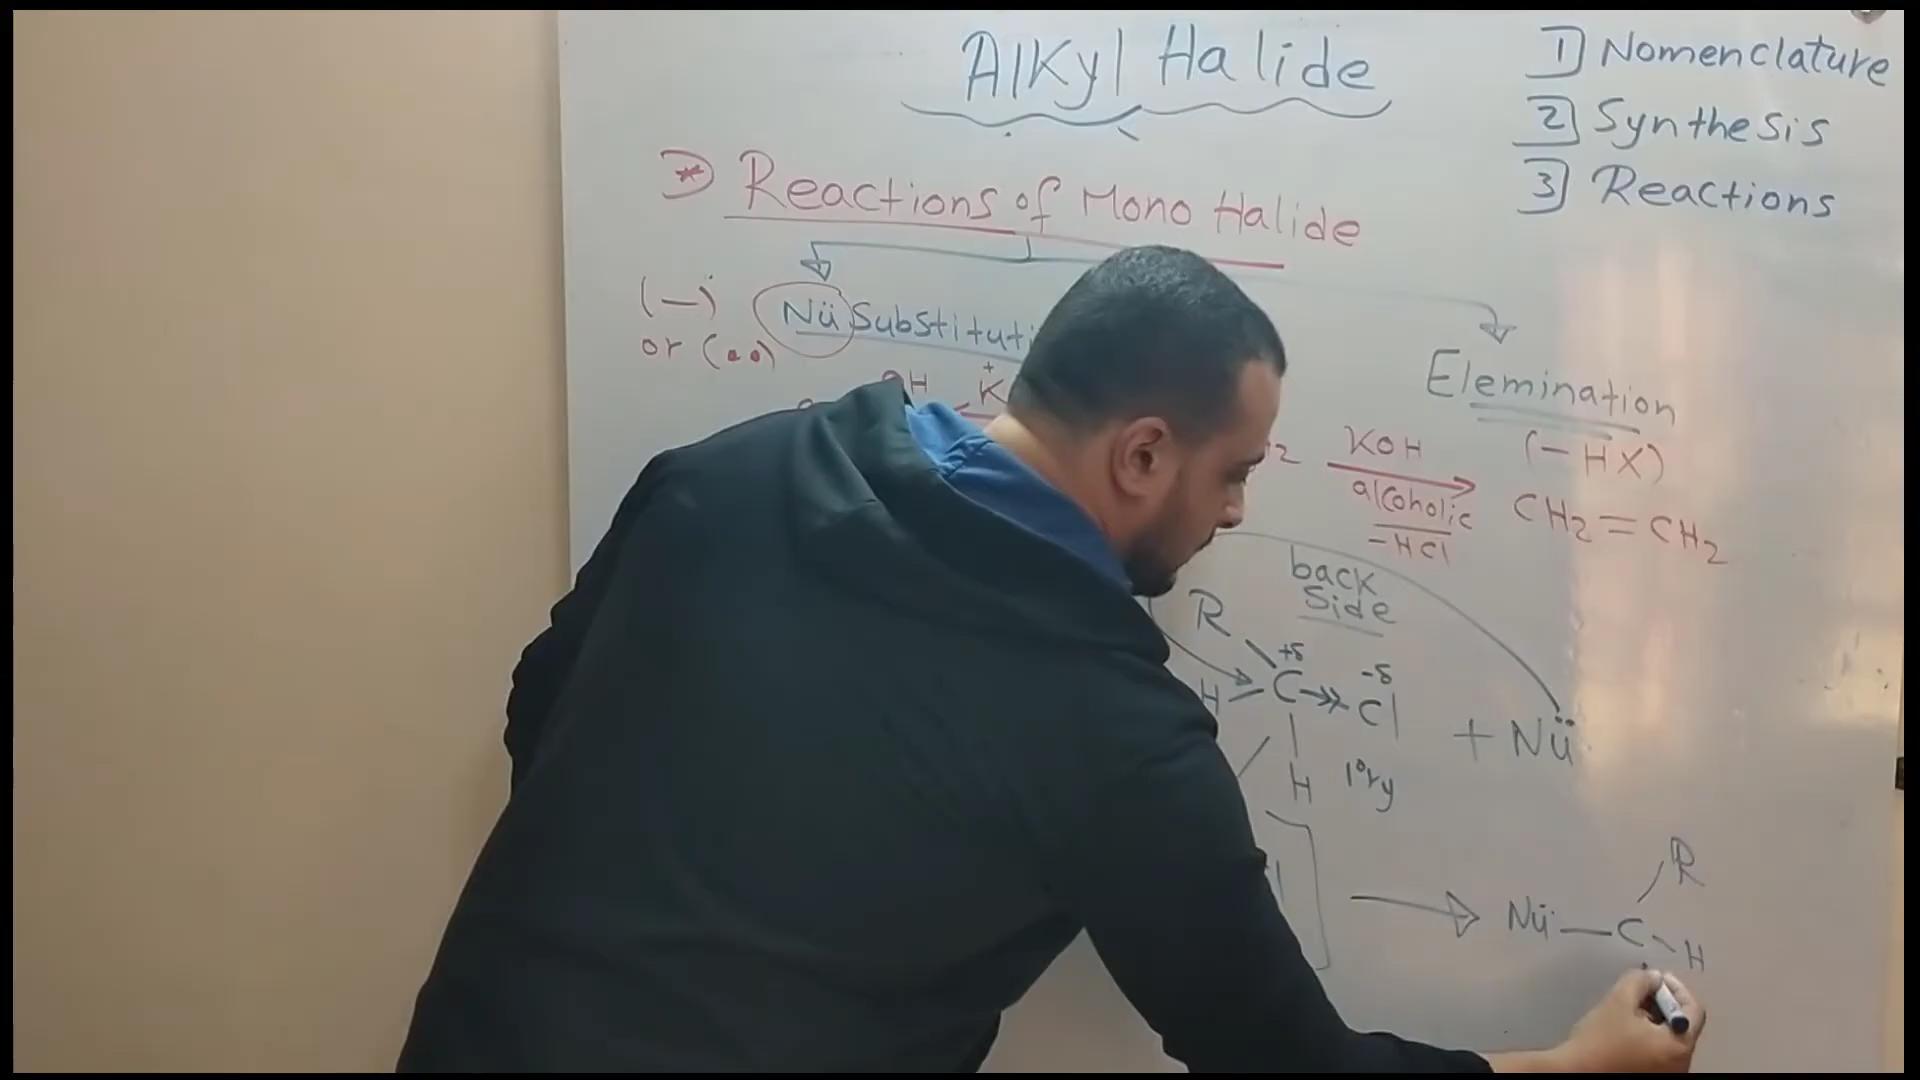 Alkyl Halide
1) Nomenclature
2) Synthesis
3) Reactions
* Reactions of Mono Halide
(−) or (••)
Nü Substituti
Elemination
(- HX)
OH
K+
2
KOH
alcoholic
-HCl
CH2=CH2
back
Side
R
+δ
-δ
H
C
Cl
+ Nü
H
1°ry
Nü — C
R
H